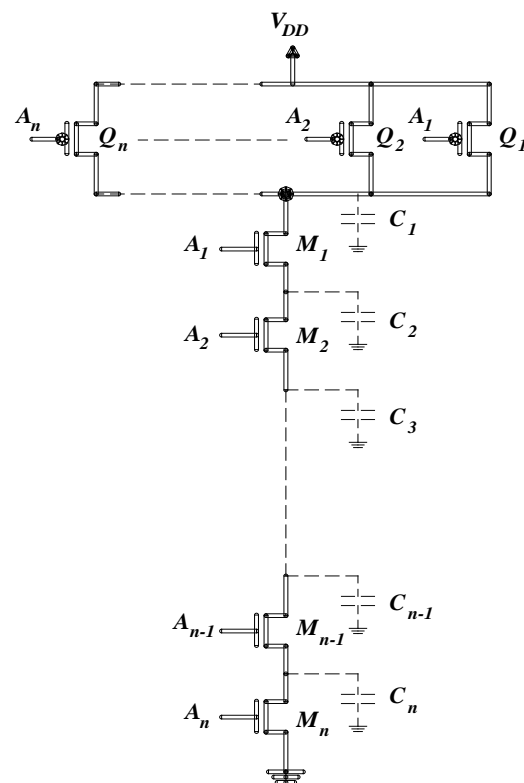 V_DD
A_n Q_n A_2 Q_2 A_1 Q_1
C_1
A_1 M_1
C_2
A_2 M_2
C_3
C_n-1
A_n-1 M_n-1
C_n
A_n M_n